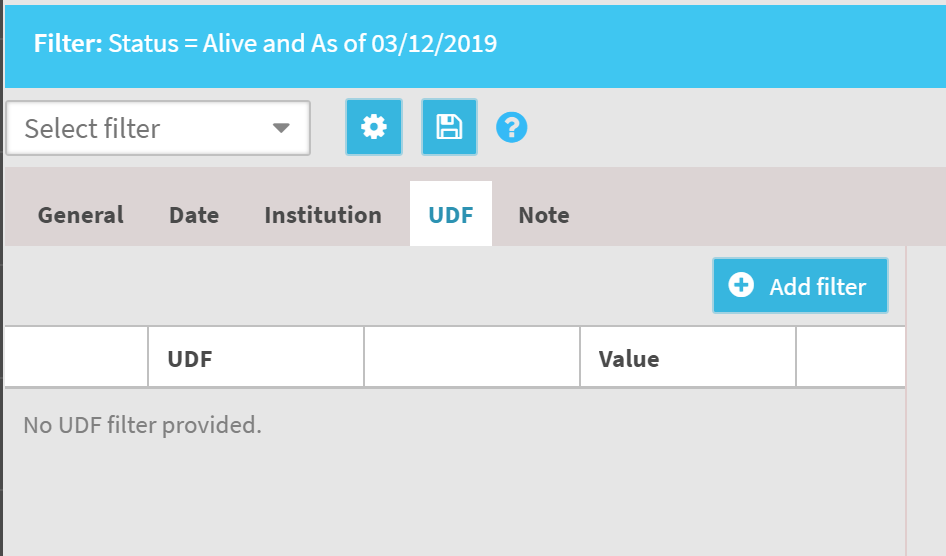 Filter: Status = Alive and As of 03/12/2019
Select filter
?
General Date Institution UDF Note
Add filter
UDF Value
No UDF filter provided.